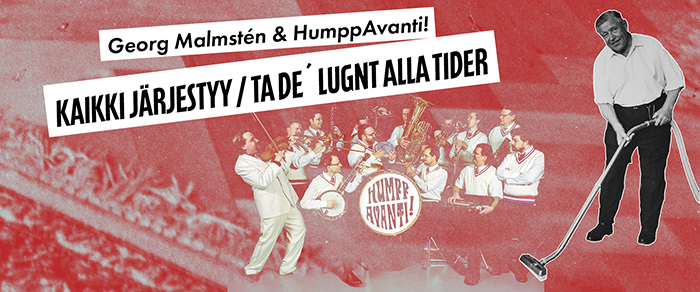 Georg Malmstén & HumppAvanti!
KAIKKI JÄRJESTYY / TA DE´ LUGNT ALLA TIDER
HUMPP
AVANTI!